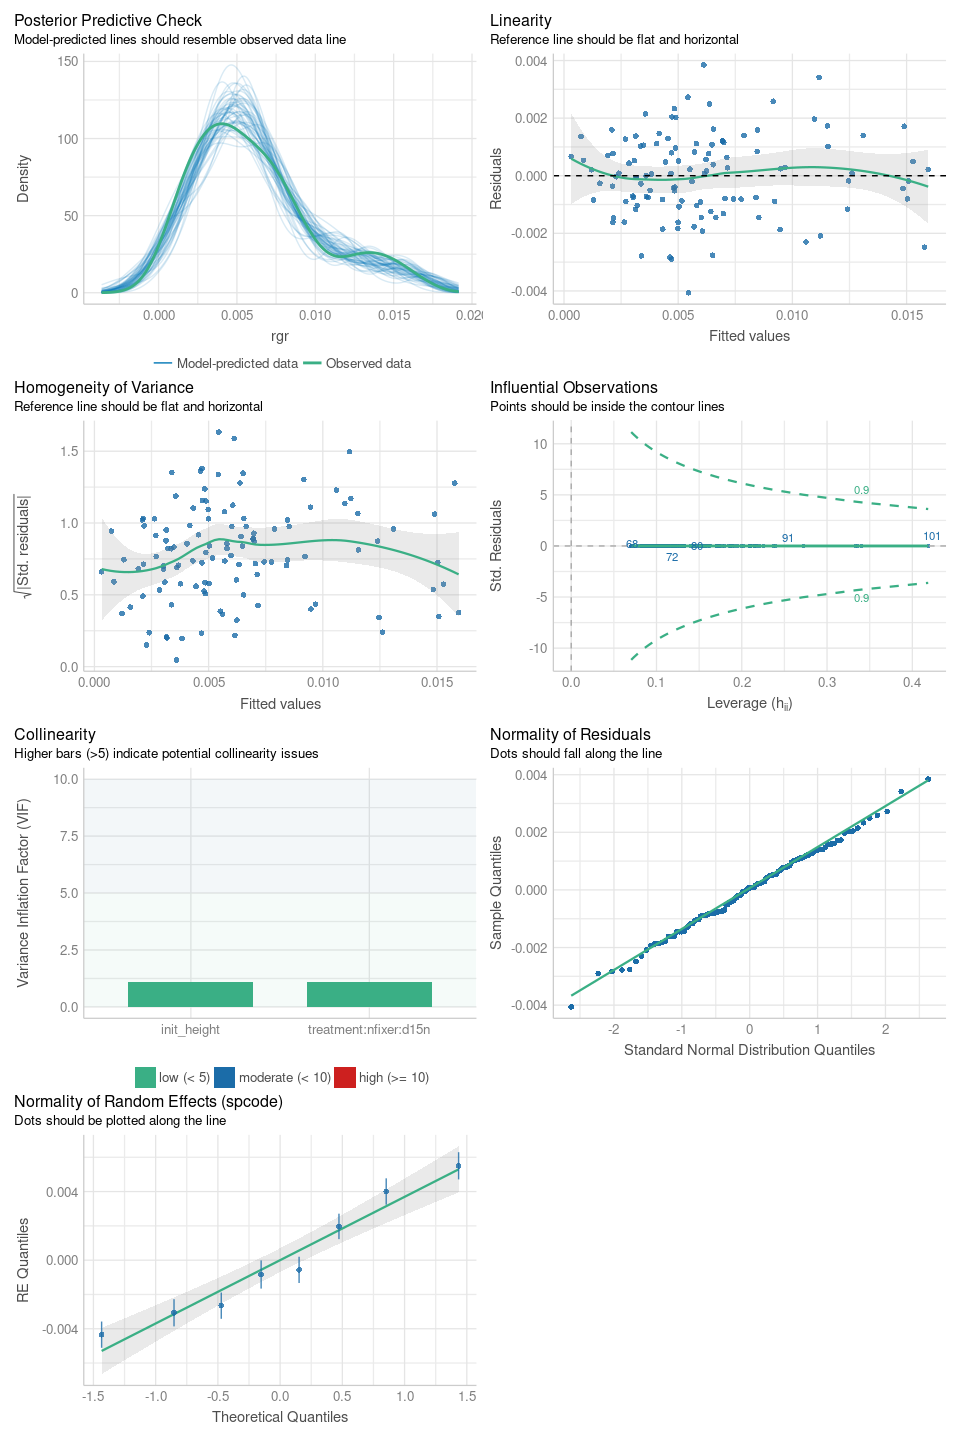 Posterior Predictive Check
Model-predicted lines should resemble observed data line
150
100
50
0
Density
0.000 0.005 0.010 0.015
rgr
Model-predicted data Observed data
Linearity
Reference line should be flat and horizontal
0.004
0.002
0.000
-0.002
-0.004
Residuals
0.000 0.005 0.010 0.015
Fitted values
Homogeneity of Variance
Reference line should be flat and horizontal
1.5
1.0
0.5
0.0
√|Std. residuals|
0.000 0.005 0.010 0.015
Fitted values
Influential Observations
Points should be inside the contour lines
10
5
0
-5
-10
Std. Residuals
0.9
68
72
91
101
0.9
0.0 0.1 0.2 0.3 0.4
Leverage (hii)
Collinearity
Higher bars (>5) indicate potential collinearity issues
10.0
7.5
5.0
2.5
0.0
Variance Inflation Factor (VIF)
init_height treatment:nfixer:d15n
low (< 5) moderate (< 10) high (>= 10)
Normality of Residuals
Dots should fall along the line
0.004
0.002
0.000
-0.002
-0.004
Sample Quantiles
-2 -1 0 1 2
Standard Normal Distribution Quantiles
Normality of Random Effects (spcode)
Dots should be plotted along the line
0.004
0.000
-0.004
RE Quantiles
-1.5 -1.0 -0.5 0.0 0.5 1.0 1.5
Theoretical Quantiles